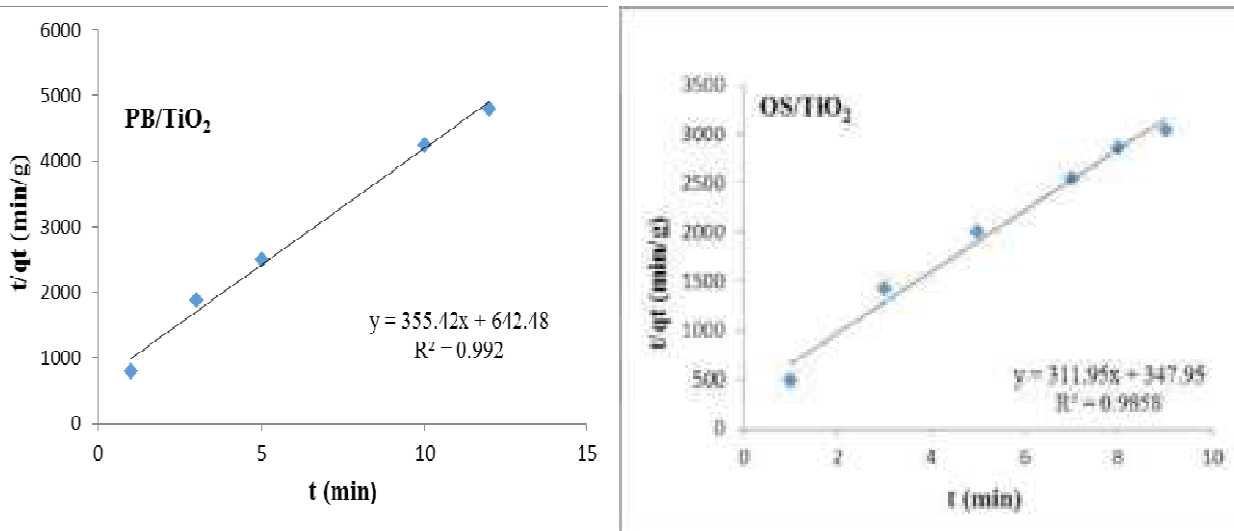 6000
5000
4000
3000
2000
1000
0
0
5
10
15
PB/TiO₂
y = 355.42x + 642.48
R² = 0.992
t/qt (min/g)
t (min)
3500
3000
2500
2000
1500
1000
500
0
0
2
4
6
8
10
OS/TiO₂
y = 311.95x + 347.95
R² = 0.9858
t/qt (min/g)
t (min)